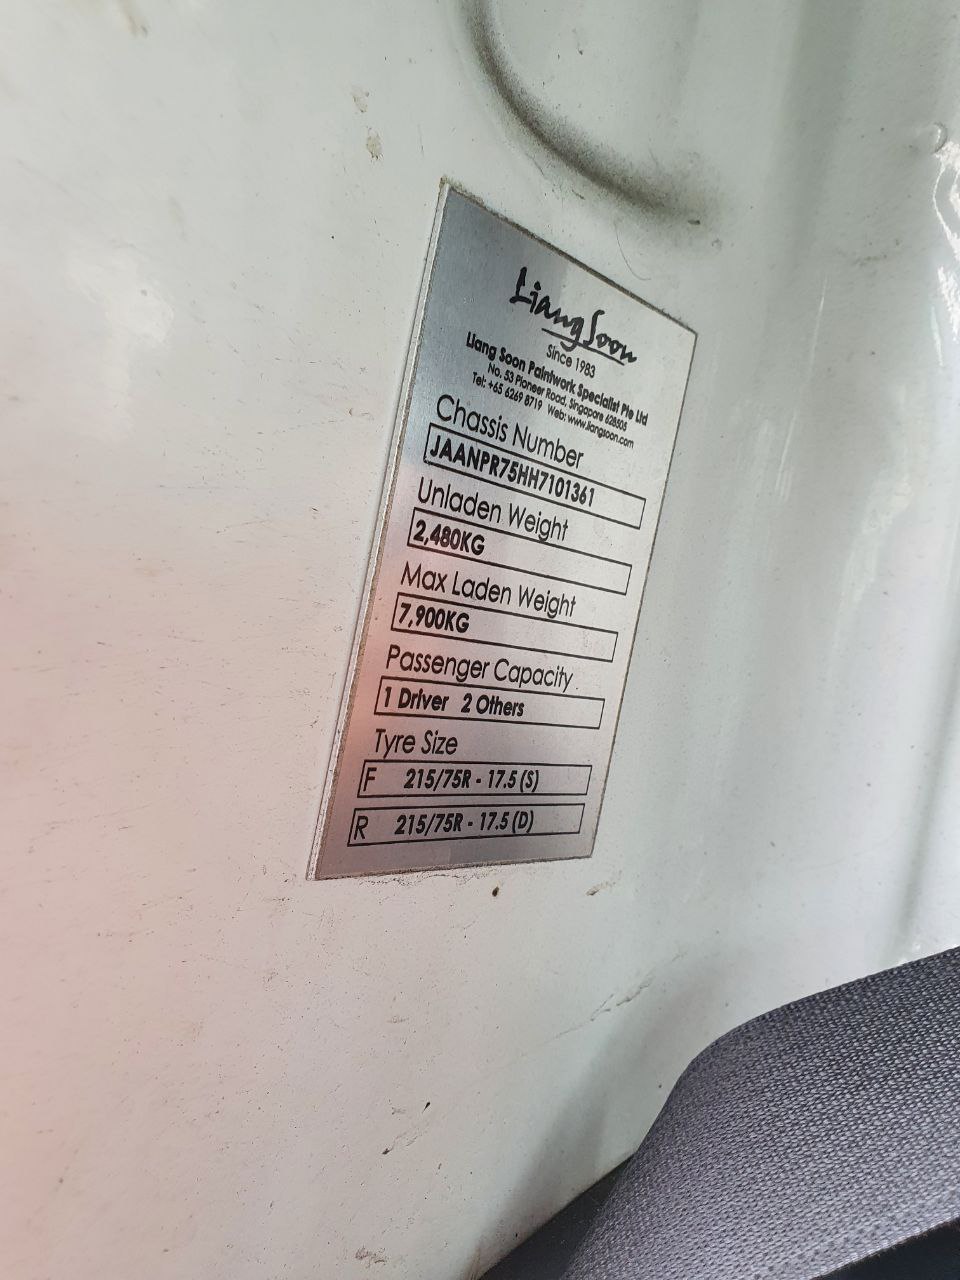 Liang Soon
Since 1983
Liang Soon Paintwork Specialist Pte Ltd
No. 53 Pioneer Road, Singapore 628505
Tel: +65 6269 8719 Web: www.liangsoon.com
Chassis Number
JAANPR75HH7101361
Unladen Weight
2,480KG
Max Laden Weight
7,900KG
Passenger Capacity
1 Driver 2 Others
Tyre Size
F 215/75R - 17.5 (S)
R 215/75R - 17.5 (D)